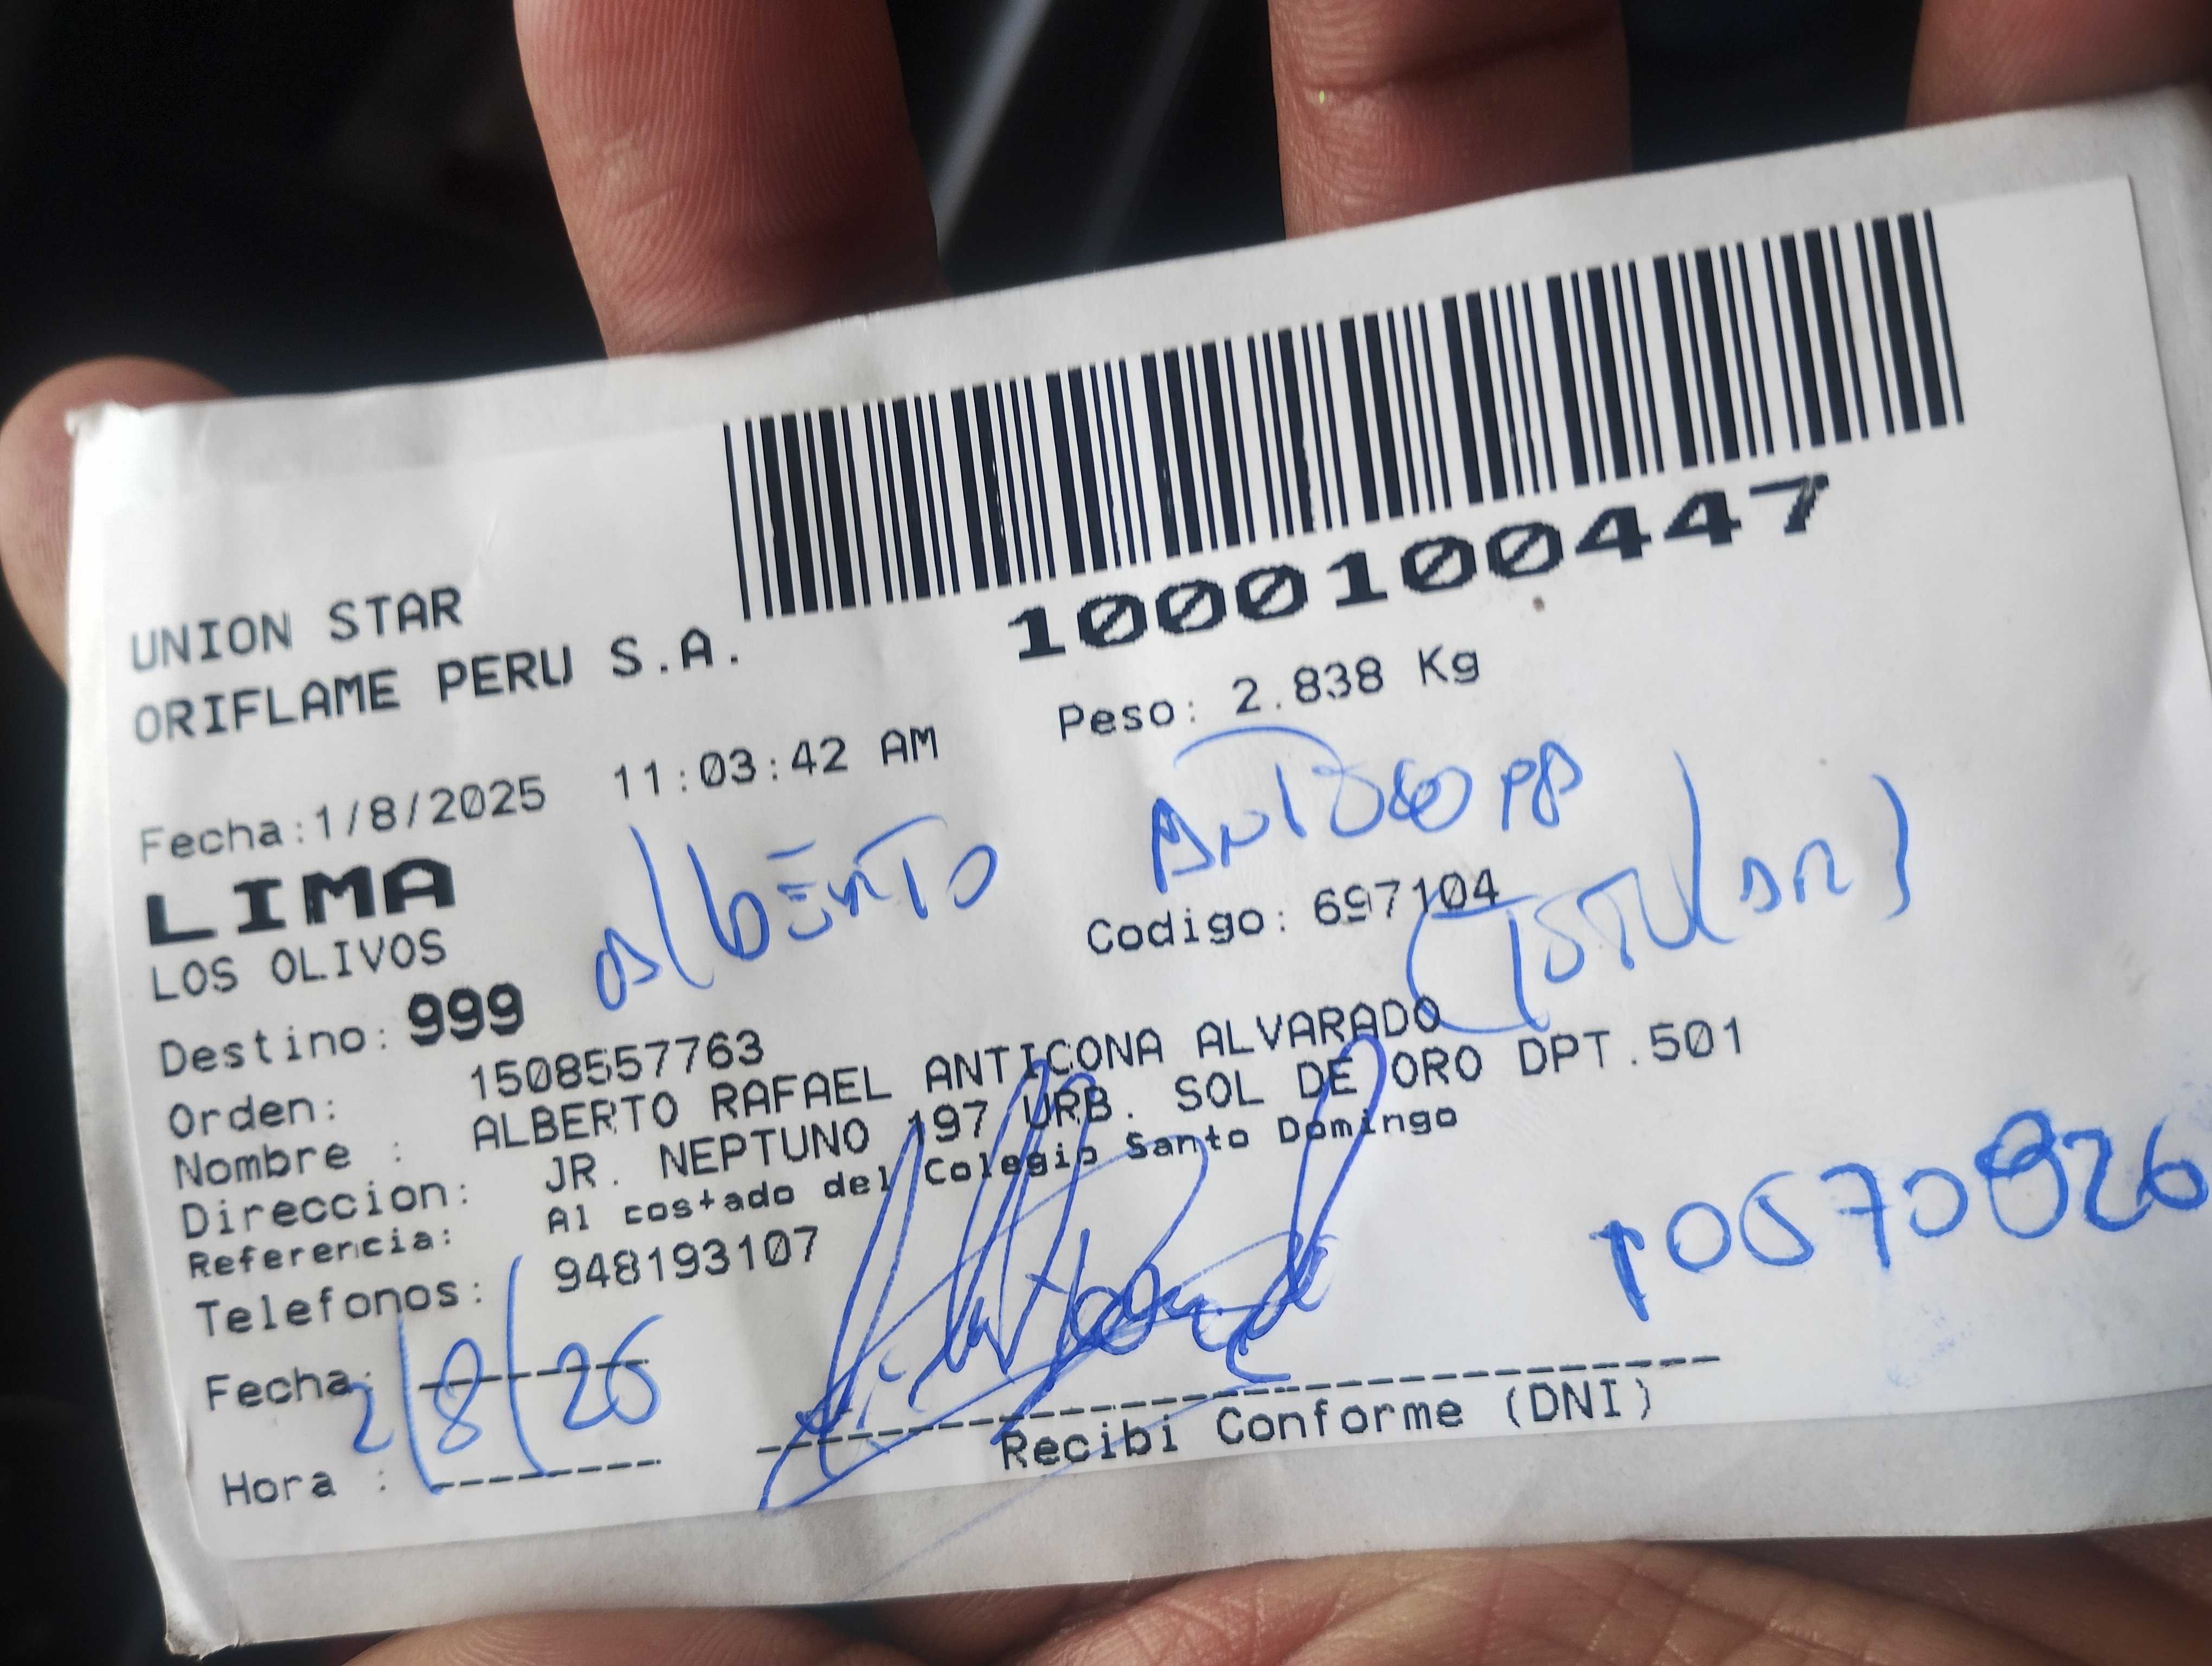 1000100447
UNION STAR
ORIFLAME PERU S.A.
Peso: 2.838 Kg
Fecha:1/8/2025 11:03:42 AM
LIMA
LOS OLIVOS
Alberto
Codigo: 697104
Destino: 999
Orden: 1508557763
Nombre : ALBERTO RAFAEL ANTICONA ALVARADO
Direccion: JR. NEPTUNO 197 URB. SOL DE ORO DPT.501
Referencia: Al costado del Colegio Santo Domingo
Telefonos: 948193107
Fecha: 2/8/25
Hora :
Recibi Conforme (DNI)